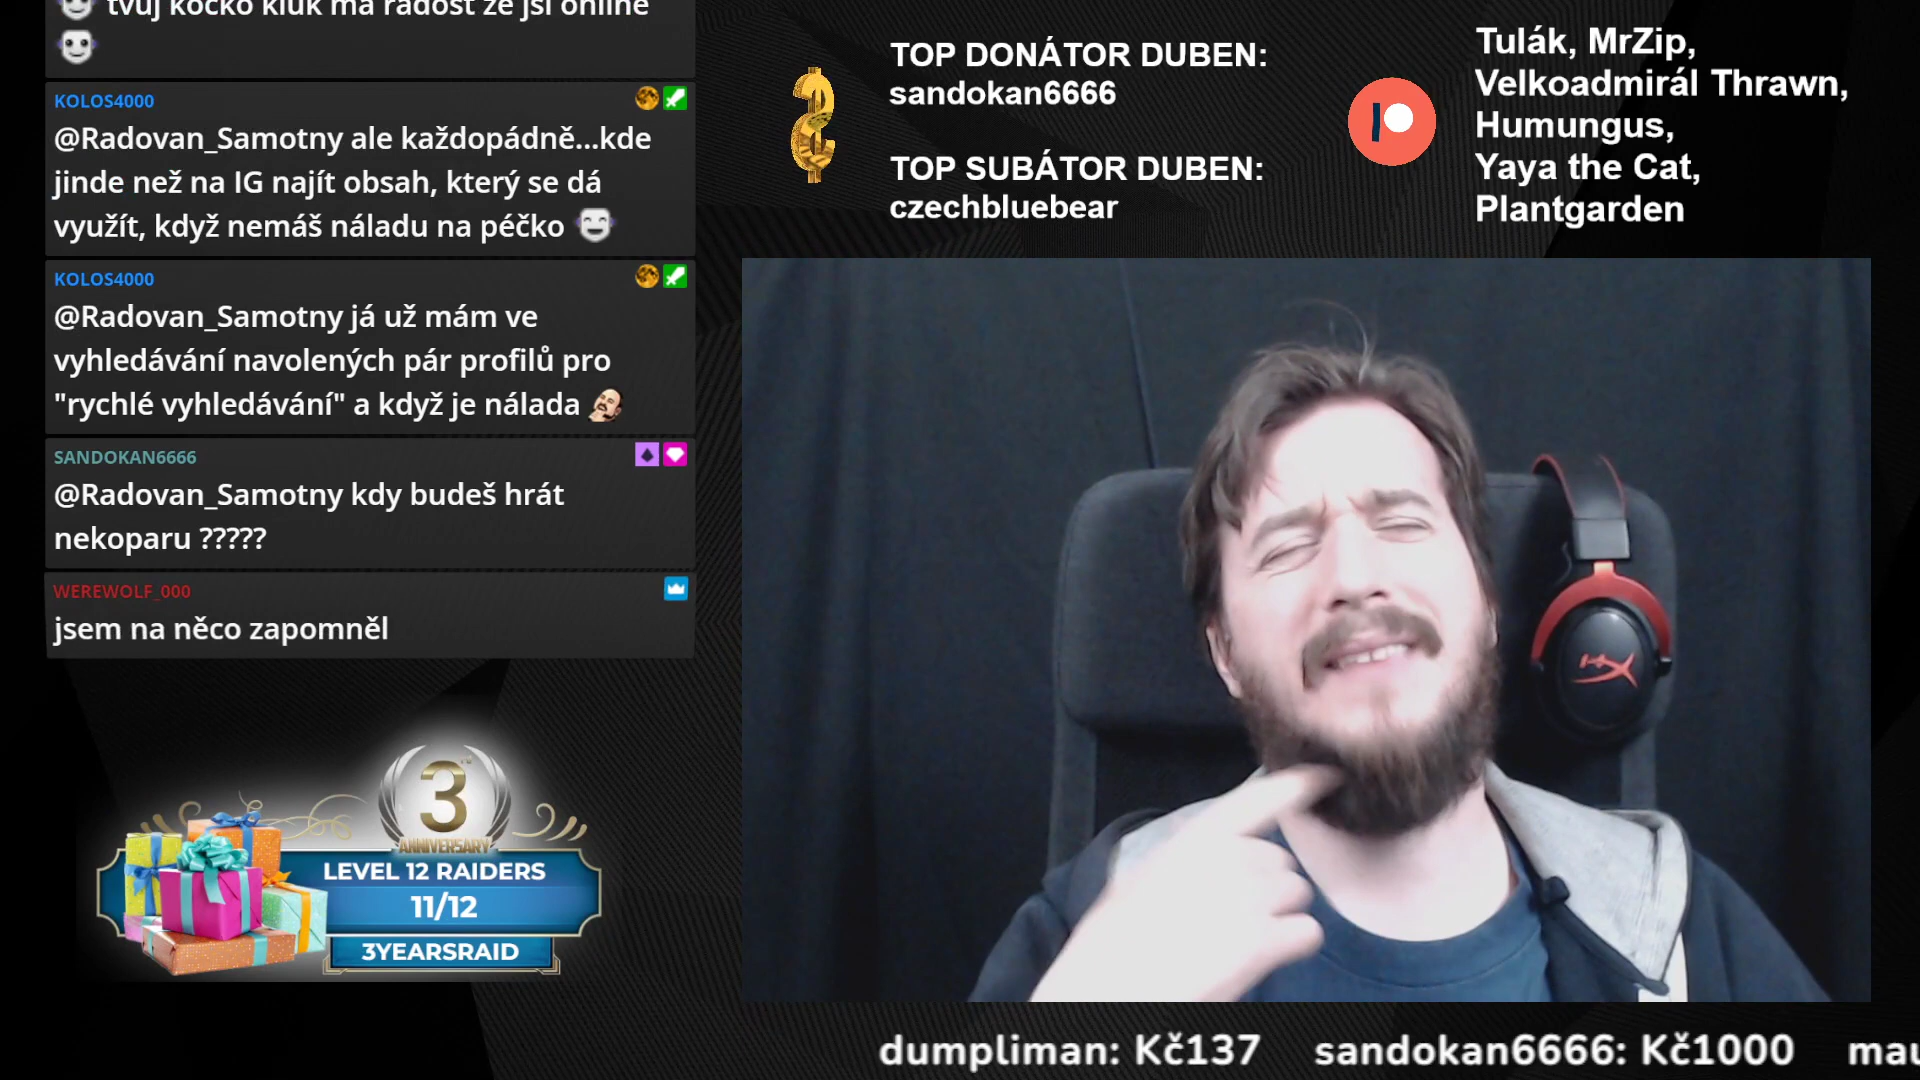 tvůj kočko kluk má radost že jsi online
KOLOS4000
@Radovan_Samotny ale každopádně...kde
jinde než na IG najít obsah, který se dá
využít, když nemáš náladu na péčko
KOLOS4000
@Radovan_Samotny já už mám ve
vyhledávání navolených pár profilů pro
"rychlé vyhledávání" a když je nálada
SANDOKAN6666
@Radovan_Samotny kdy budeš hrát
nekoparu ?????
WEREWOLF_000
jsem na něco zapomněl
3
ANNIVERSARY
LEVEL 12 RAIDERS
11/12
3YEARSRAID
TOP DONÁTOR DUBEN:
sandokan6666
TOP SUBÁTOR DUBEN:
czechbluebear
Tulák, MrZip,
Velkoadmirál Thrawn,
Humungus,
Yaya the Cat,
Plantgarden
HX
dumpliman: Kč137 sandokan6666: Kč1000